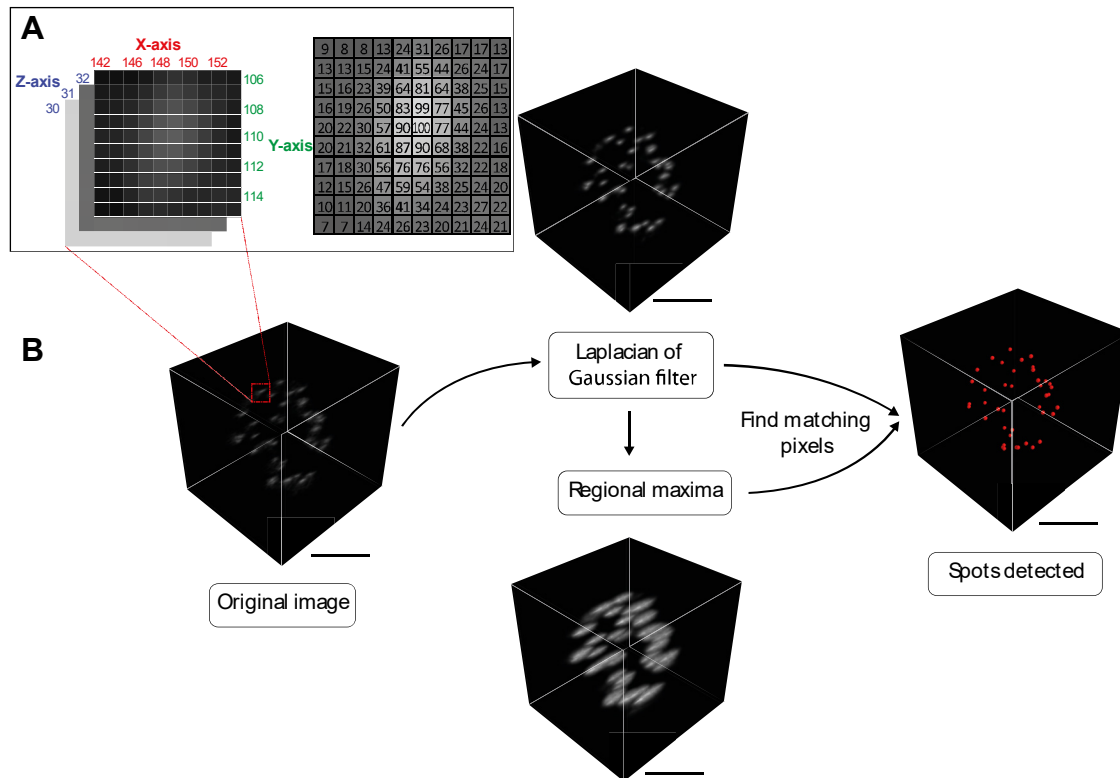 A
X-axis
142 146 148 150 152
Z-axis
32
31
30
106
108
110
112
114
Y-axis
9 8 8 13 24 31 26 17 17 13
13 13 15 24 41 55 44 26 24 17
15 16 23 39 64 81 64 38 25 15
16 19 26 50 83 99 77 45 26 13
20 22 30 57 90 100 77 44 24 13
20 21 32 61 87 90 68 38 22 16
17 18 30 56 76 76 56 32 22 18
12 15 26 47 59 54 38 25 24 20
10 11 20 36 41 34 24 23 27 22
7 7 14 24 26 23 20 21 24 21
B
Laplacian of
Gaussian filter
Find matching
pixels
Regional maxima
Original image
Spots detected